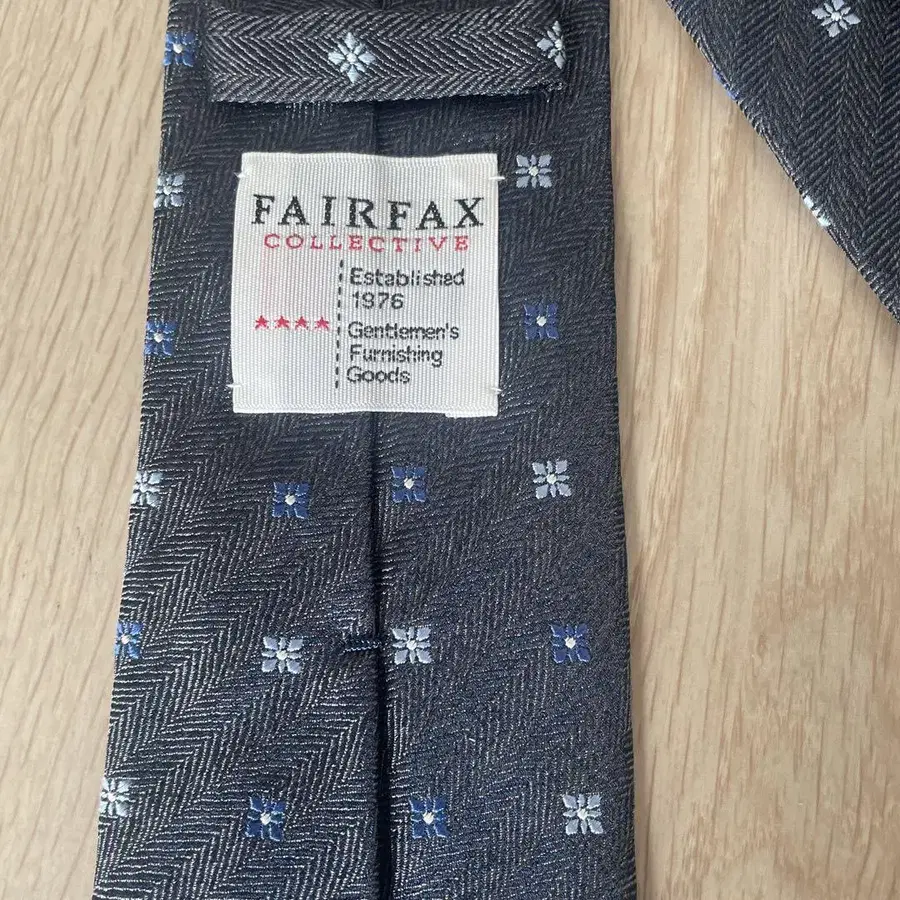 FAIRFAX
COLLECTIVE
Established
1976
★★★★
Gentlemen's
Furnishing
Goods